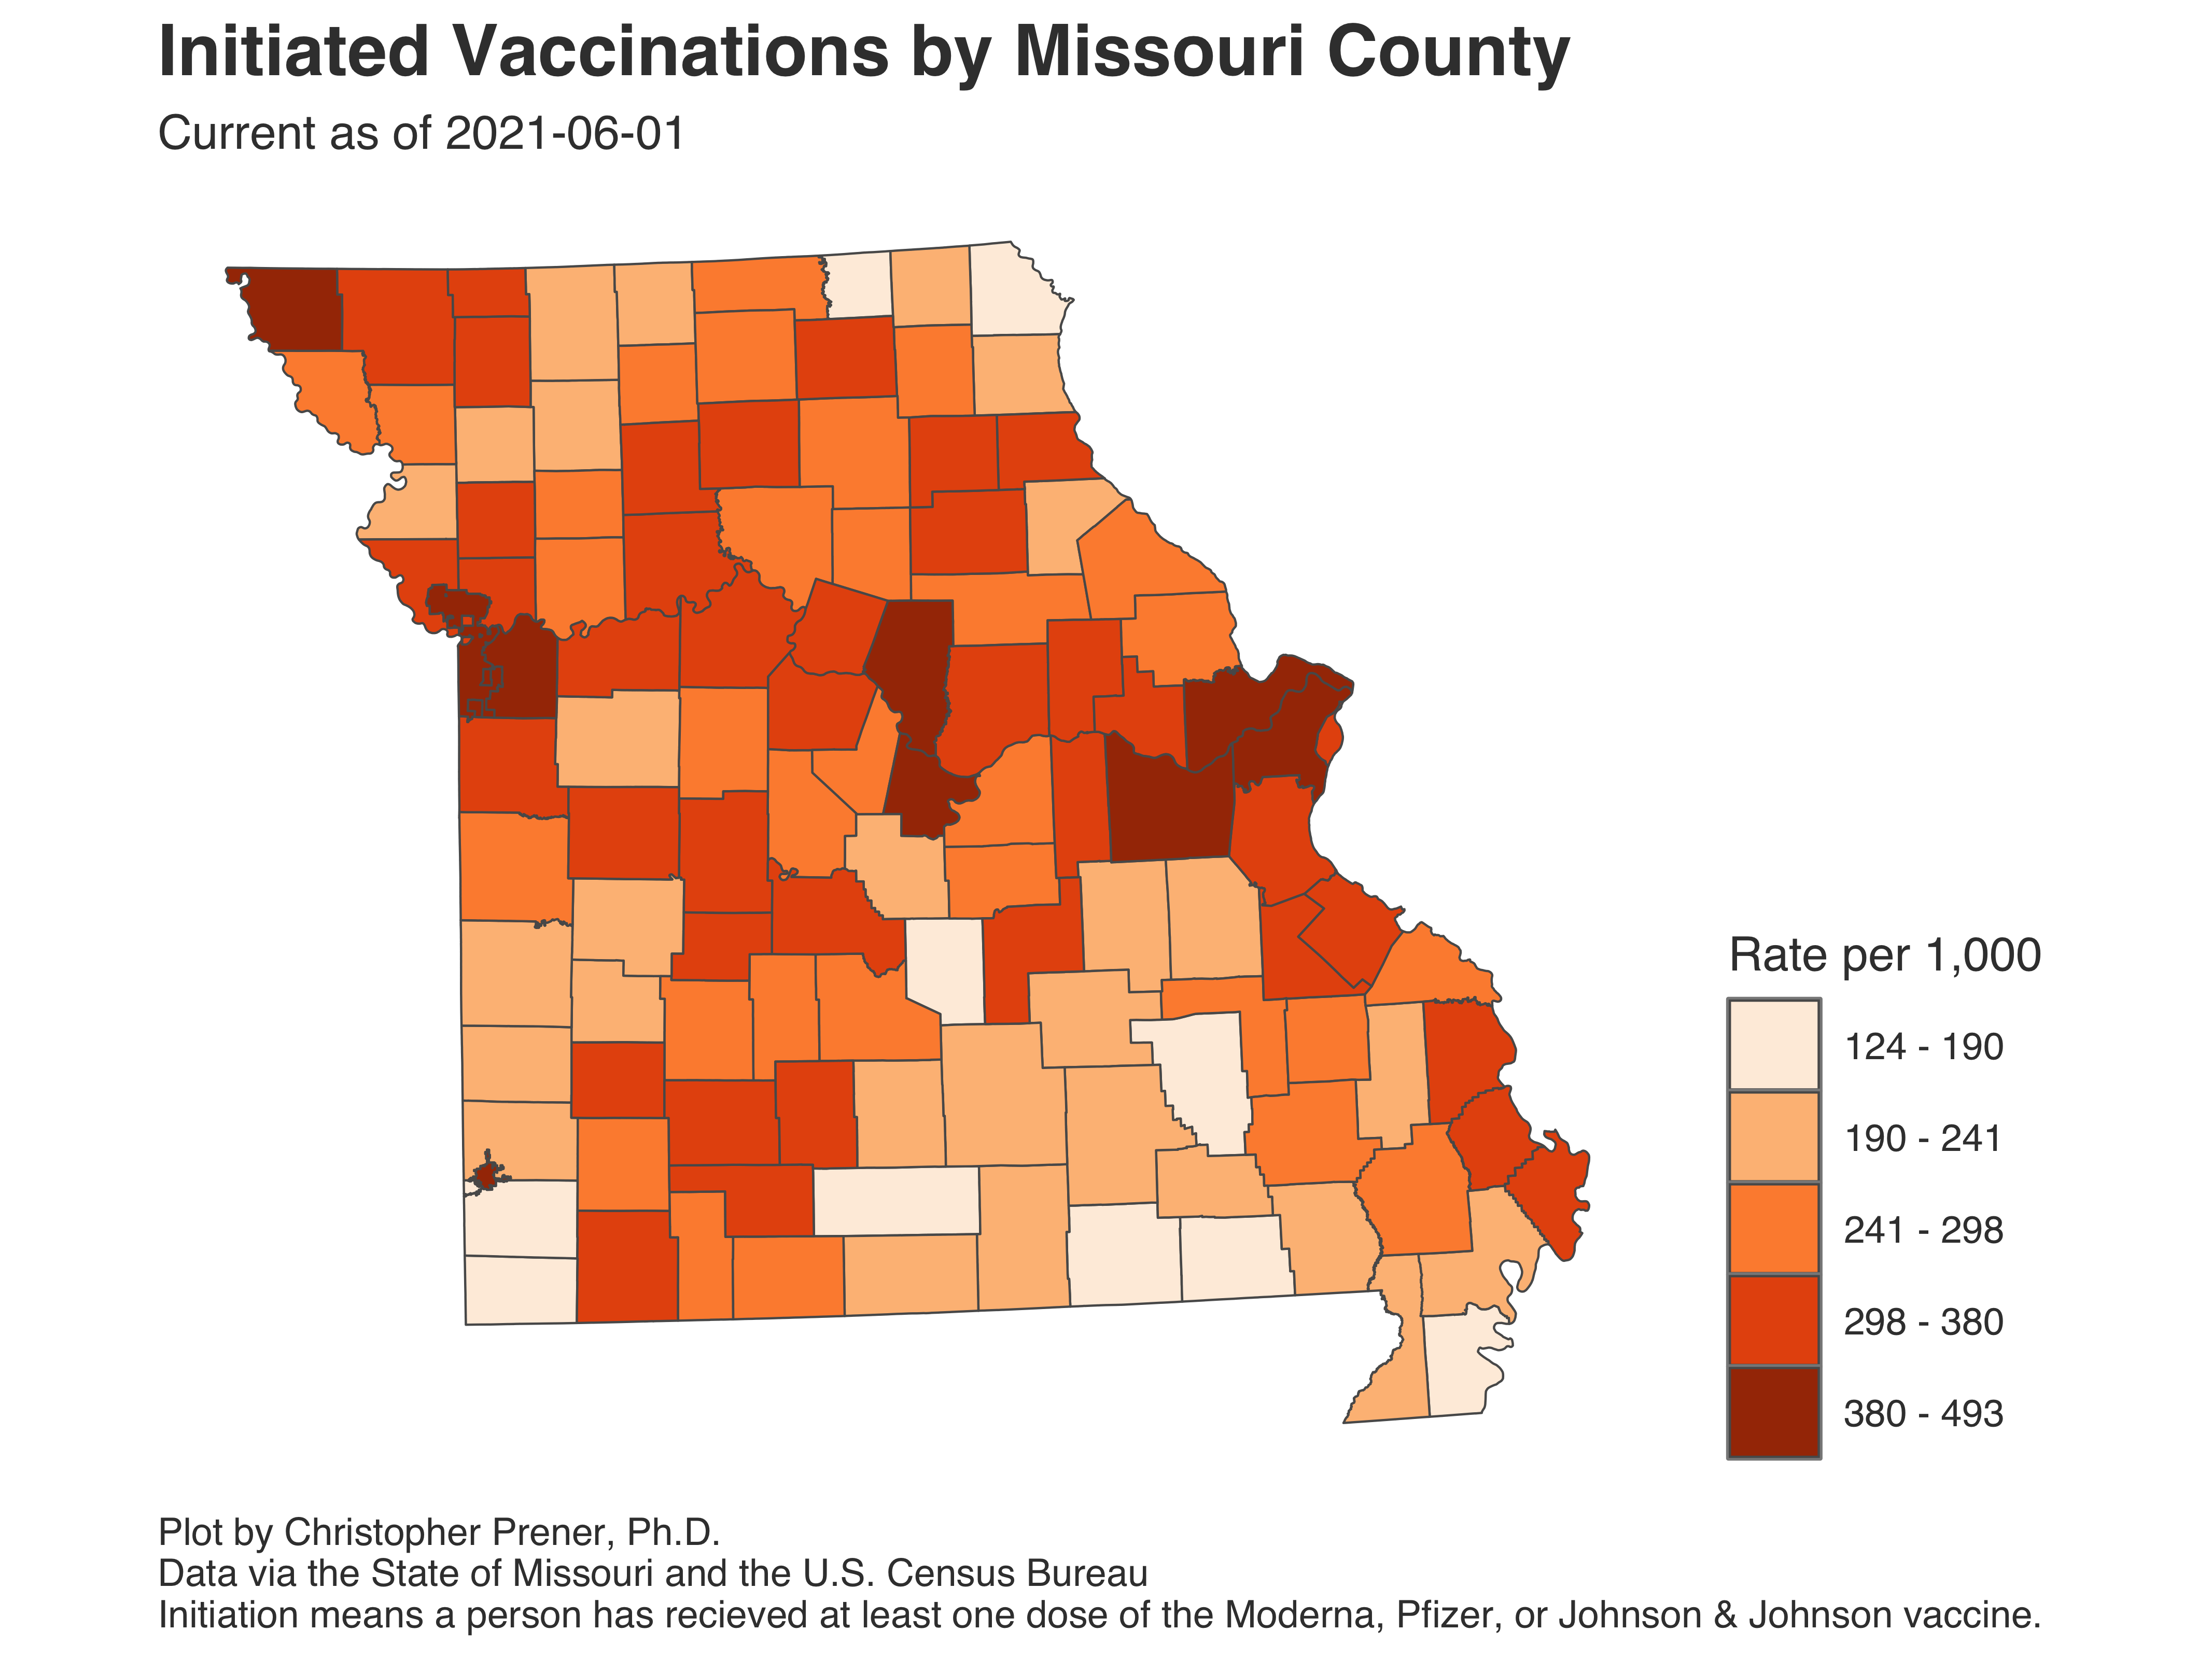 Initiated Vaccinations by Missouri County
Current as of 2021-06-01
Rate per 1,000
124 - 190
190 - 241
241 - 298
298 - 380
380 - 493
Plot by Christopher Prener, Ph.D.
Data via the State of Missouri and the U.S. Census Bureau
Initiation means a person has recieved at least one dose of the Moderna, Pfizer, or Johnson & Johnson vaccine.